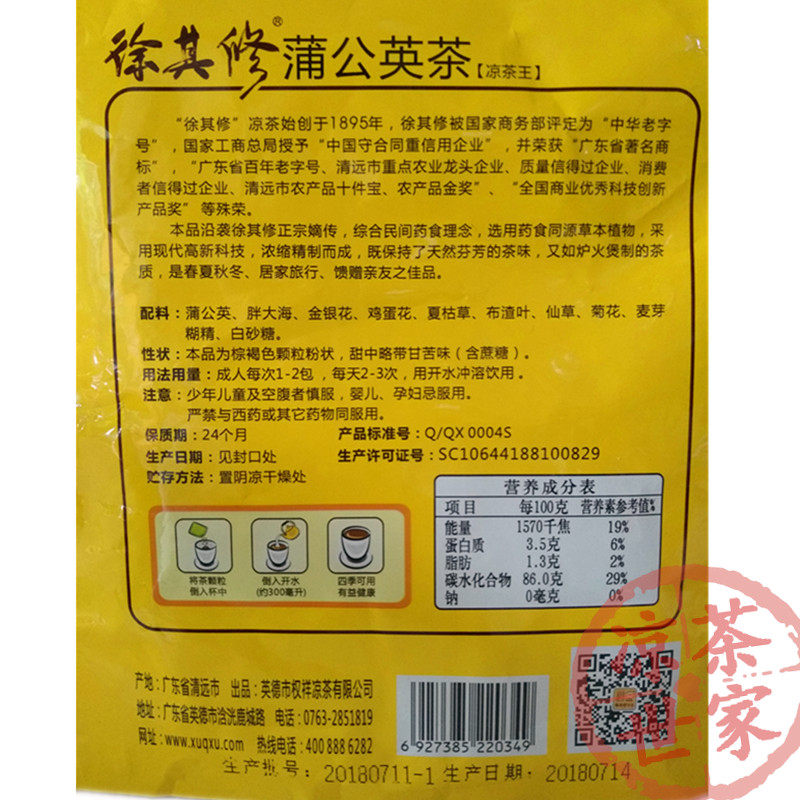 徐其修®蒲公英茶【凉茶王】
“徐其修”凉茶始创于1895年，徐其修被国家商务部评定为“中华老字
号”，国家工商总局授予“中国守合同重信用企业”，并荣获“广东省著名商
标”，“广东省百年老字号、清远市重点农业龙头企业、质量信得过企业、消费
者信得过企业、清远市农产品十件宝、农产品金奖”、“全国商业优秀科技创新
产品奖”等殊荣。
本品沿袭徐其修正宗嫡传，综合民间药食理念，选用药食同源草本植物，采
用现代高新科技，浓缩精制而成，既保持了天然芬芳的茶味，又如炉火煲制的茶
质，是春夏秋冬、居家旅行、馈赠亲友之佳品。
配料：蒲公英、胖大海、金银花、鸡蛋花、夏枯草、布渣叶、仙草、菊花、麦芽
糊精、白砂糖。
性状：本品为棕褐色颗粒粉状，甜中略带甘苦味（含蔗糖）。
用法用量：成人每次1-2包，每天2-3次，用开水冲溶饮用。
注意：少年儿童及空腹者慎服，婴儿、孕妇忌服用。
严禁与西药或其它药物同服用。
保质期：24个月 产品标准号：Q/QX 0004S
生产日期：见封口处 生产许可证号：SC10644188100829
贮存方法：置阴凉干燥处
营养成分表
项目 每100克 营养素参考值%
能量 1570千焦 19%
蛋白质 3.5克 6%
脂肪 1.3克 2%
碳水化合物 86.0克 29%
钠 0毫克 0%
将茶颗粒
倒入杯中
倒入开水
(约300毫升)
四季可用
有益健康
产地：广东省清远市 出品：英德市权祥凉茶有限公司
地址：广东省英德市浛洸鹿城路 电话：0763-2851819
网址：www.xuqxu.com 热线电话：400 888 6282
6 927385 220349
生产批号：20180711-1 生产日期：20180714
凉茶世家